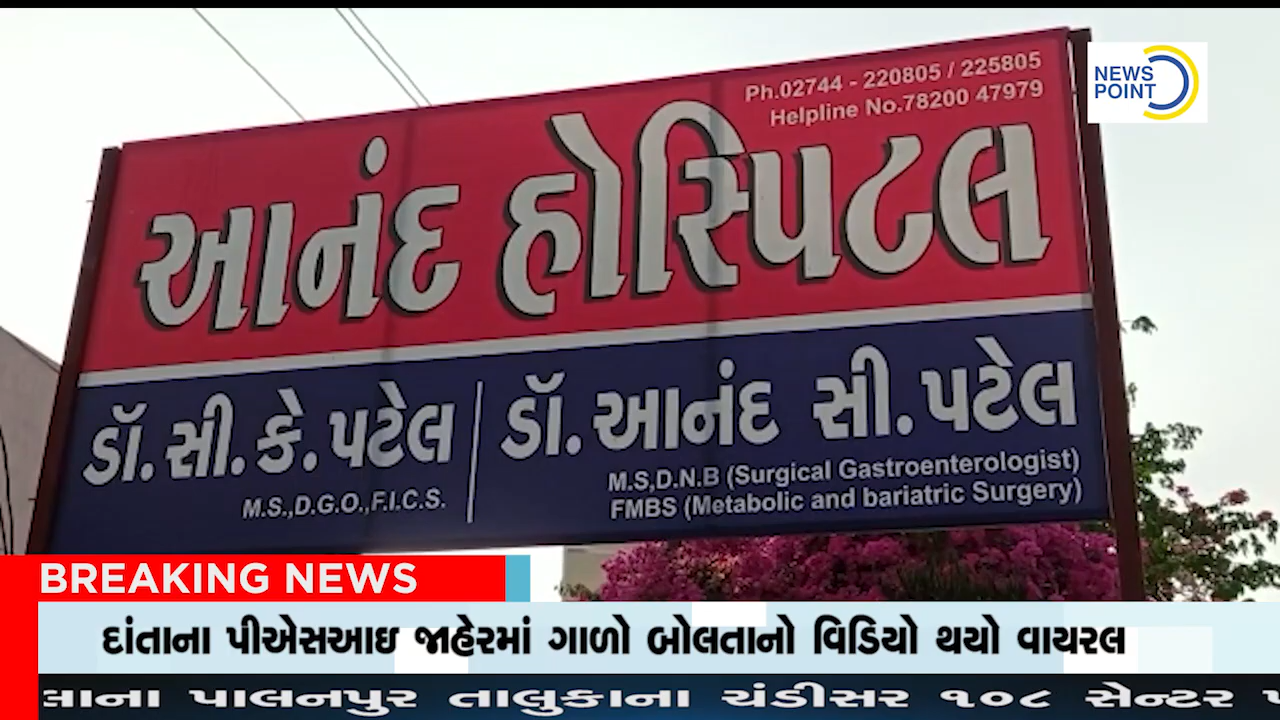 Ph.02744 - 220805 / 225805
Helpline No.78200 47979
NEWS
POINT
આનંદ હોસ્પિટલ
ડૉ. સી. કે. પટેલ
M.S.,D.G.O.,F.I.C.S.
ડૉ. આનંદ સી. પટેલ
M.S,D.N.B (Surgical Gastroenterologist)
FMBS (Metabolic and bariatric Surgery)
BREAKING NEWS
દાંતાના પીએસઆઇ જાહેરમાં ગાળો બોલતાનો વિડિયો થયો વાયરલ
પાલનપુર તાલુકાના ચંડીસર ૧૦૮ સેન્ટર